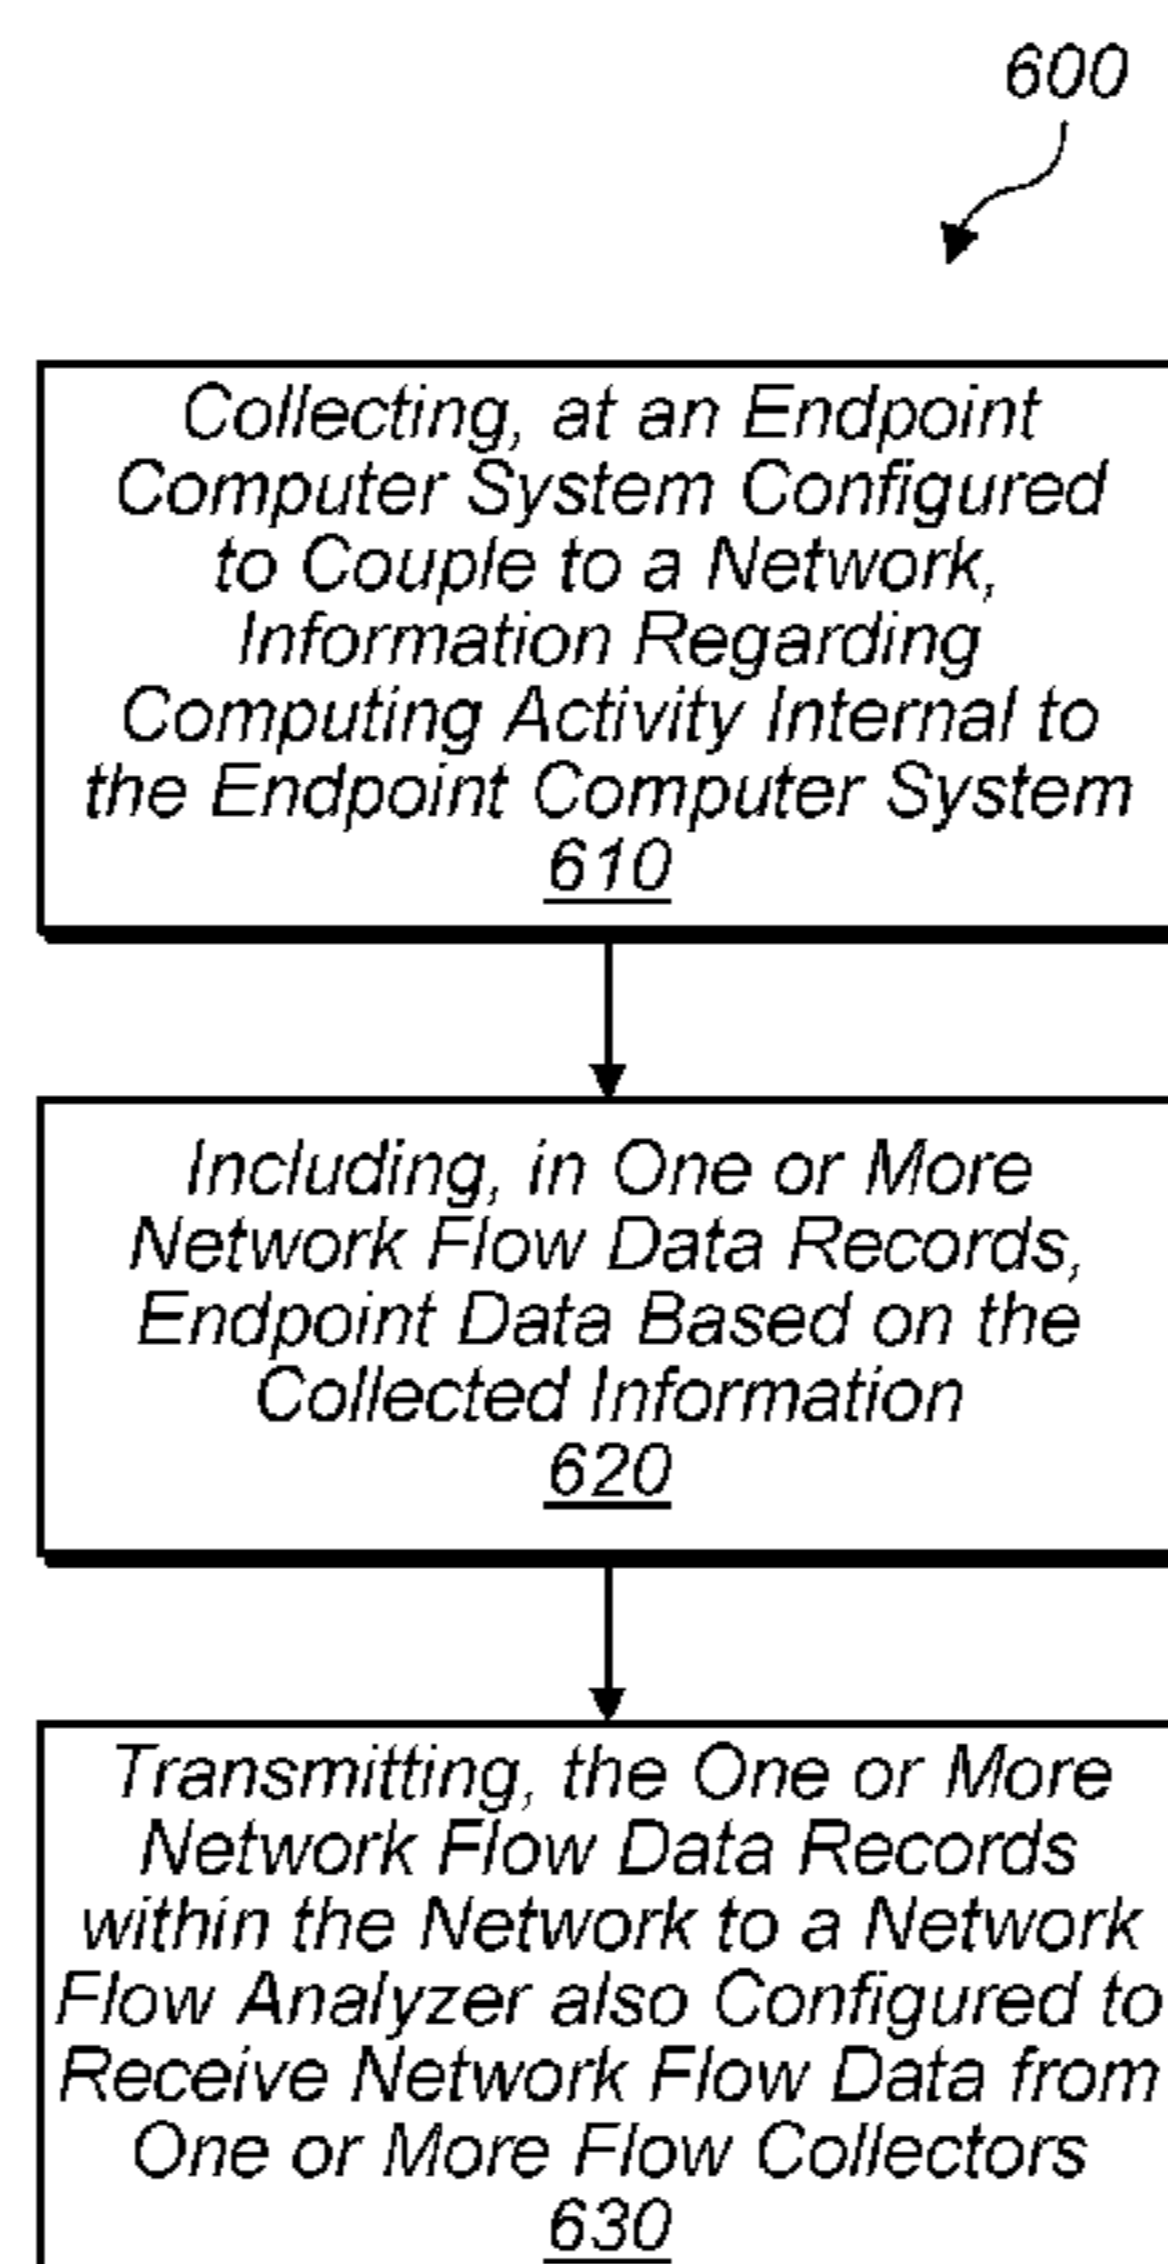 600
Collecting, at an Endpoint
Computer System Configured
to Couple to a Network,
Information Regarding
Computing Activity Internal to
the Endpoint Computer System
610
Including, in One or More
Network Flow Data Records,
Endpoint Data Based on the
Collected Information
620
Transmitting, the One or More
Network Flow Data Records
within the Network to a Network
Flow Analyzer also Configured to
Receive Network Flow Data from
One or More Flow Collectors
630